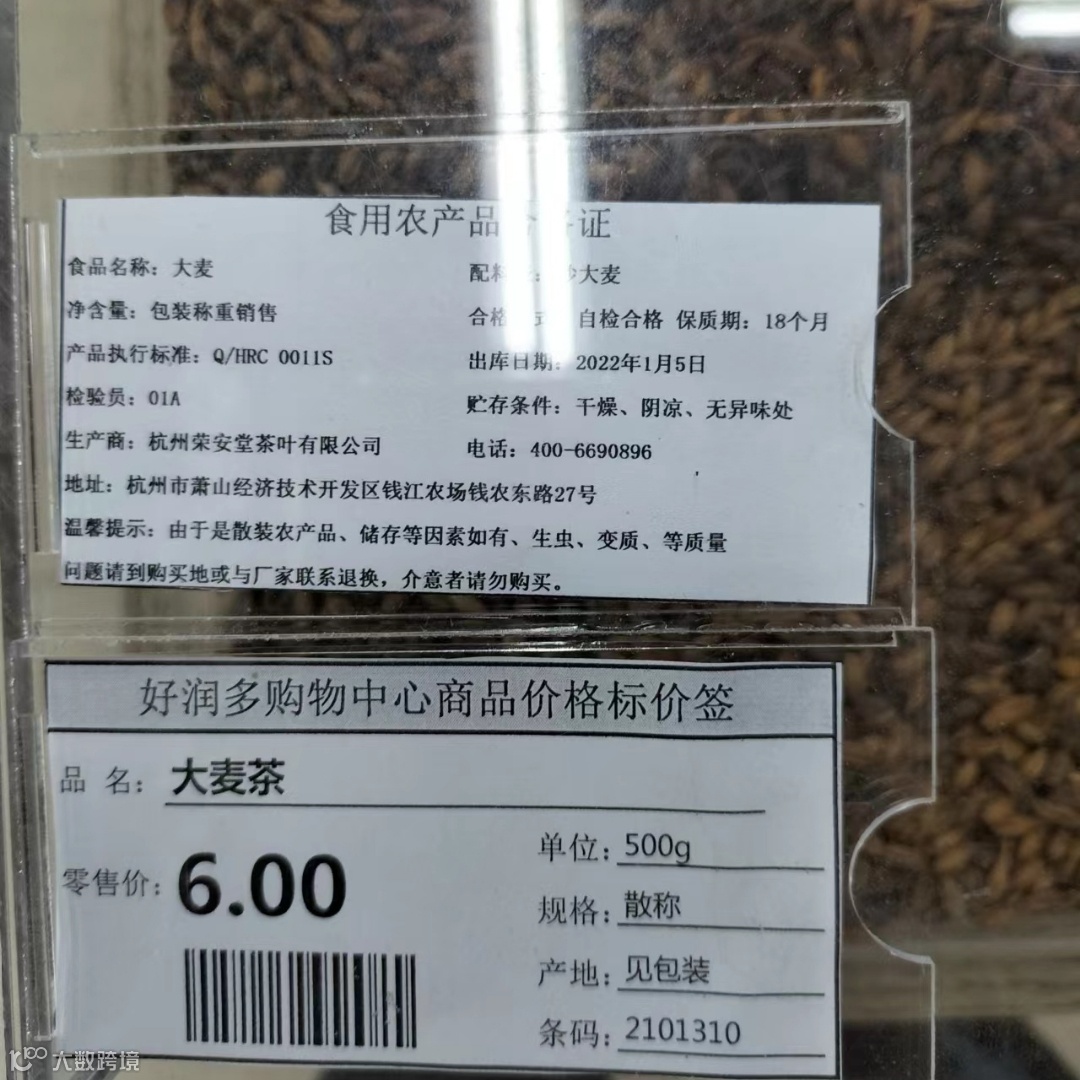 食用农产品 证
食品名称：大麦
配料 ：炒大麦
净含量：包装称重销售
合格 式 自检合格 保质期：18个月
产品执行标准：Q/HRC 0011S
出库日期：2022年1月5日
检验员：01A
贮存条件：干燥、阴凉、无异味处
生产商：杭州荣安堂茶叶有限公司
电话：400-6690896
地址：杭州市萧山经济技术开发区钱江农场钱农东路27号
温馨提示：由于是散装农产品、储存等因素如有、生虫、变质、等质量
问题请到购买地或与厂家联系退换，介意者请勿购买。
好润多购物中心商品价格标价签
品 名：大麦茶
零售价：6.00
单位：500g
规格：散称
产地：见包装
条码：2101310
大数跨境